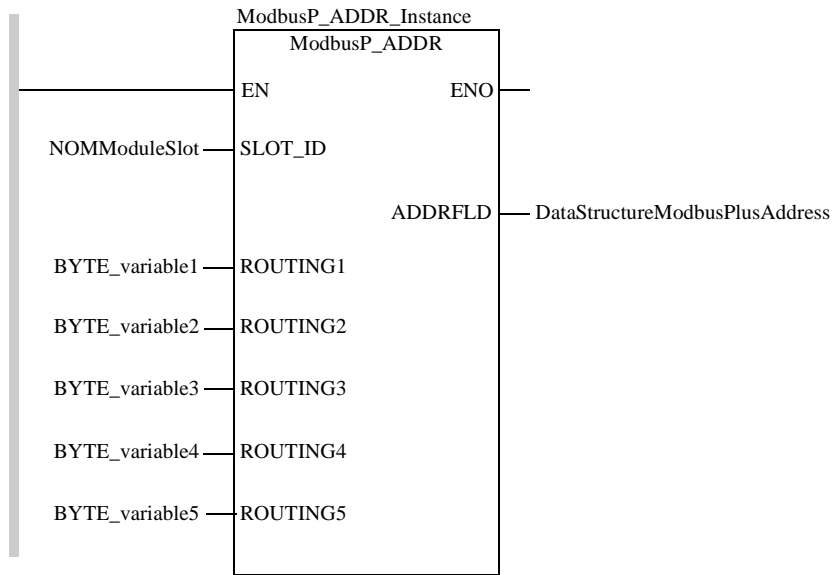 ModbusP_ADDR_Instance
ModbusP_ADDR
EN ENO
NOMModuleSlot SLOT_ID
ADDRFLD DataStructureModbusPlusAddress
BYTE_variable1 ROUTING1
BYTE_variable2 ROUTING2
BYTE_variable3 ROUTING3
BYTE_variable4 ROUTING4
BYTE_variable5 ROUTING5